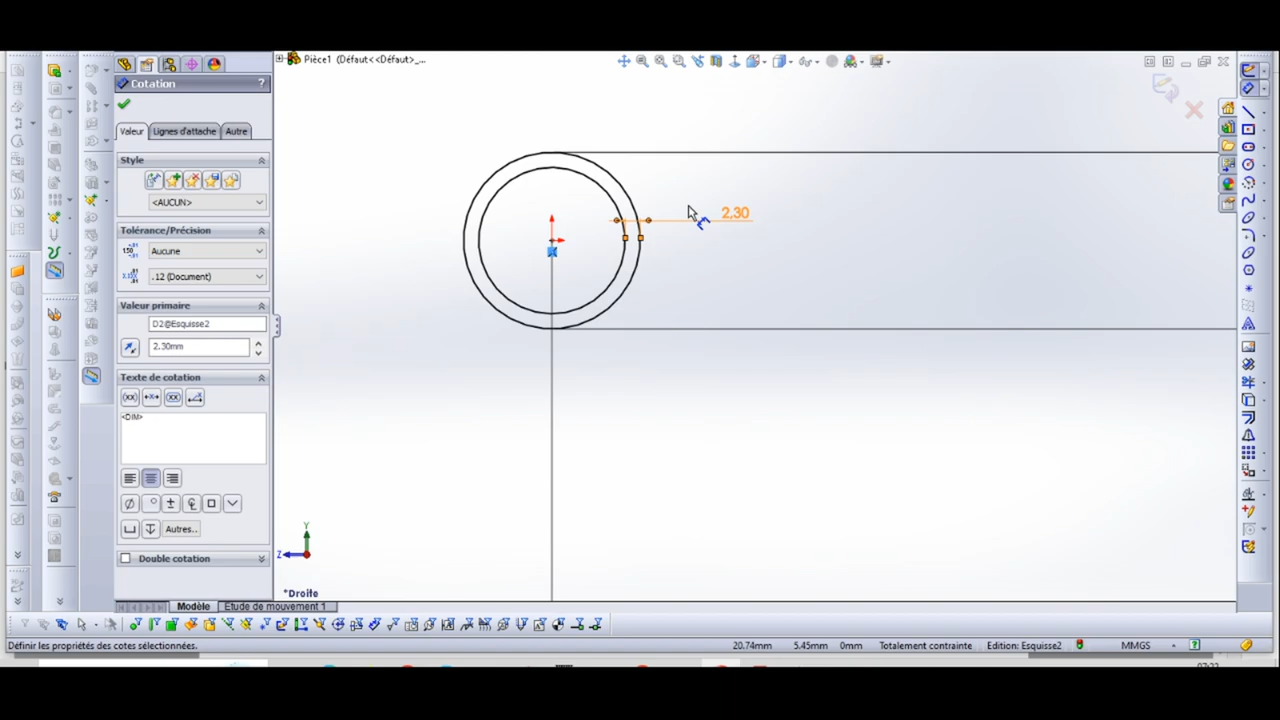 Pièce1 (Défaut<<Défaut>_...
Cotation
?
Valeur
Lignes d'attache
Autre
Style
<AUCUN>
Tolérance/Précision
Aucune
.12 (Document)
Valeur primaire
D2@Esquisse2
2.30mm
Texte de cotation
<DIM>
Autres..
Double cotation
2,30
Y
Z
*Droite
Modèle
Etude de mouvement 1
Définir les propriétés des cotes sélectionnées.
20.74mm
5.45mm
0mm
Totalement contrainte
Edition: Esquisse2
MMGS